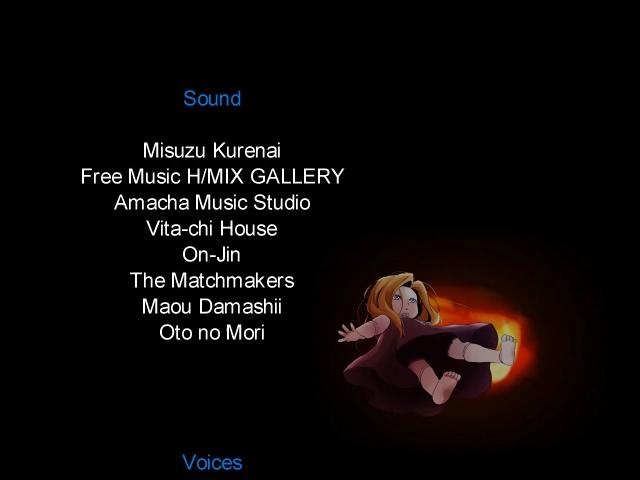 Sound
Misuzu Kurenai
Free Music H/MIX GALLERY
Amacha Music Studio
Vita-chi House
On-Jin
The Matchmakers
Maou Damashii
Oto no Mori
Voices